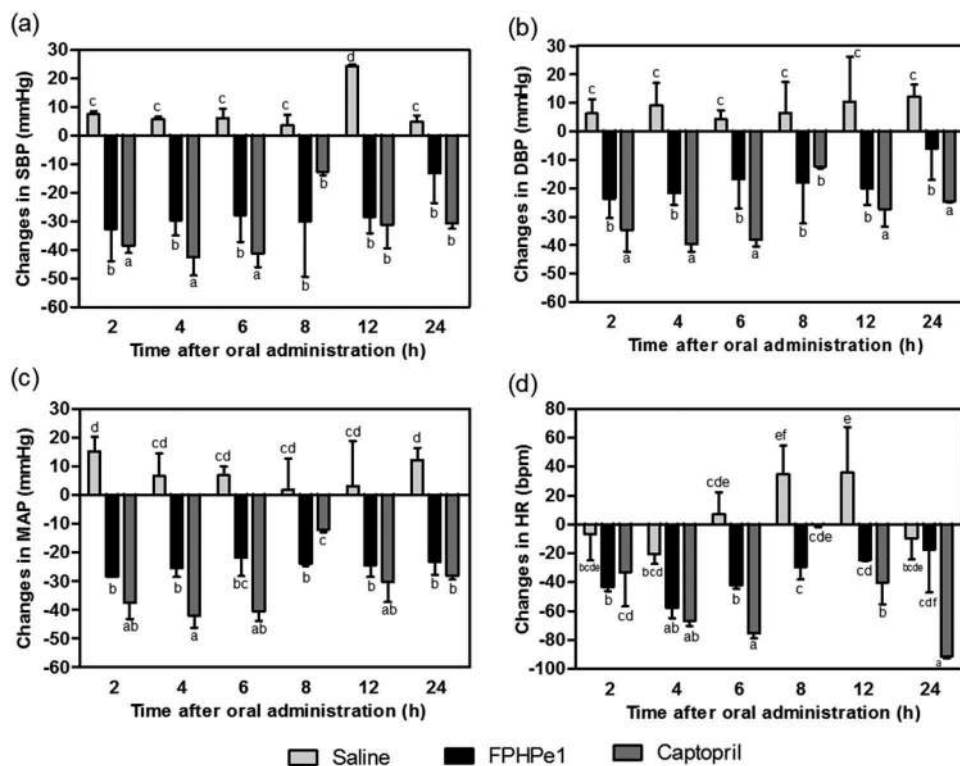 (a)
Changes in SBP (mmHg)
30
20
10
0
-10
-20
-30
-40
-50
-60
c c c c d c
b a b a b a b b b b b b
2 4 6 8 12 24
Time after oral administration (h)
(b)
Changes in DBP (mmHg)
30
20
10
0
-10
-20
-30
-40
-50
-60
c c c c c c
b a b a b a b b b a b a
2 4 6 8 12 24
Time after oral administration (h)
(c)
Changes in MAP (mmHg)
30
20
10
0
-10
-20
-30
-40
-50
-60
d cd cd cd cd d
b ab b a bc ab b c b ab b b
2 4 6 8 12 24
Time after oral administration (h)
(d)
Changes in HR (bpm)
80
60
40
20
0
-20
-40
-60
-80
-100
cde ef e
bcde b cd bcd ab ab b a c cde cd b bcde cdf a
2 4 6 8 12 24
Time after oral administration (h)
Saline FPHPe1 Captopril